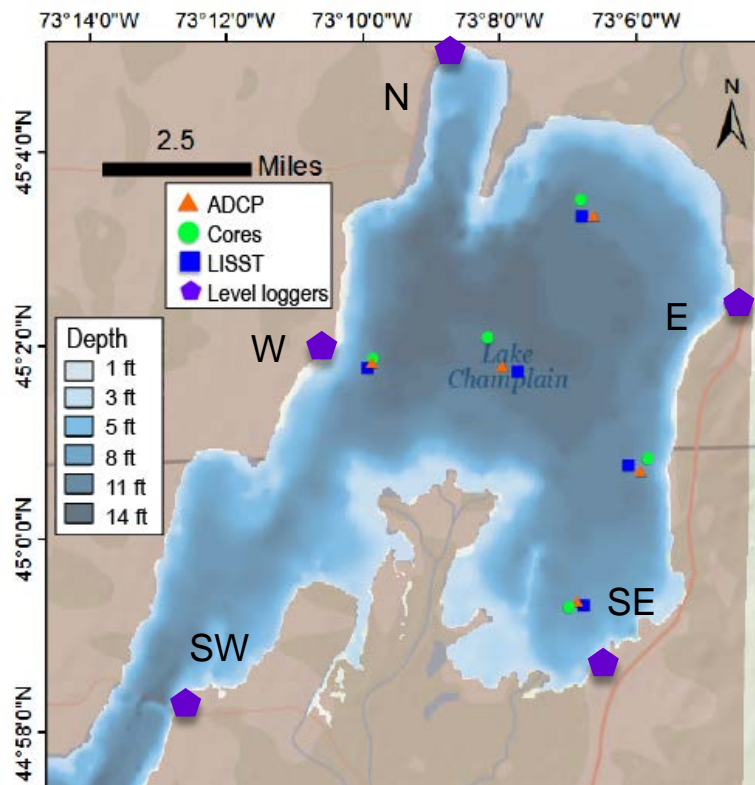 73°14'0"W 73°12'0"W 73°10'0"W 73°8'0"W 73°6'0"W
N
N
45°4'0"N
2.5
Miles
ADCP
Cores
LISST
Level loggers
E
45°2'0"N
W
Lake
Champlain
Depth
1 ft
3 ft
5 ft
8 ft
11 ft
14 ft
45°0'0"N
SE
SW
44°58'0"N